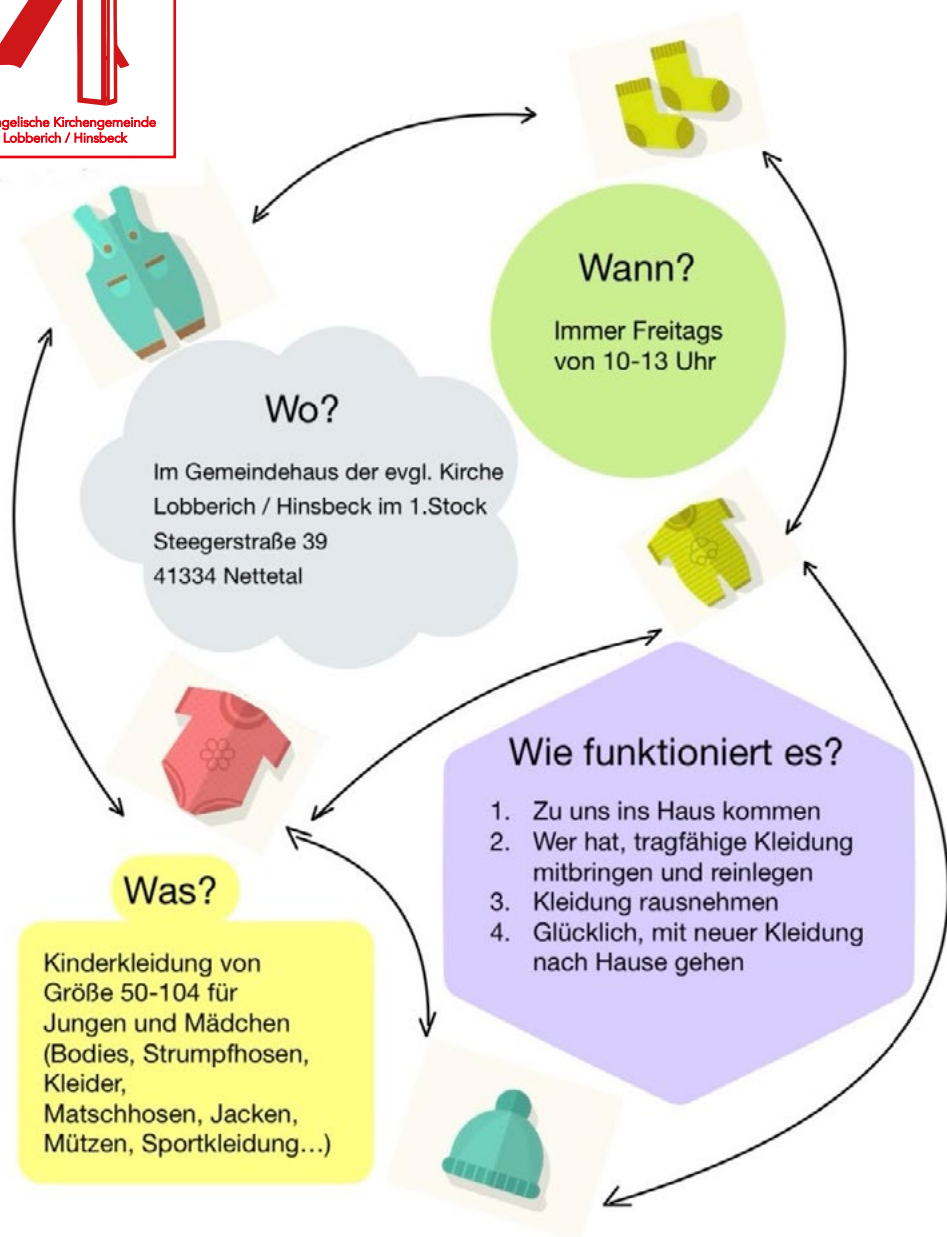 Lobberich / Hinsbeck
Wann?
Immer Freitags
von 10-13 Uhr
Wo?
Im Gemeindehaus der evgl. Kirche
Lobberich / Hinsbeck im 1.Stock
Steegerstraße 39
41334 Nettetal
Wie funktioniert es?
1. Zu uns ins Haus kommen
2. Wer hat, tragfähige Kleidung
mitbringen und reinlegen
3. Kleidung rausnehmen
4. Glücklich, mit neuer Kleidung
nach Hause gehen
Was?
Kinderkleidung von
Größe 50-104 für
Jungen und Mädchen
(Bodies, Strumpfhosen,
Kleider,
Matschhosen, Jacken,
Mützen, Sportkleidung...)